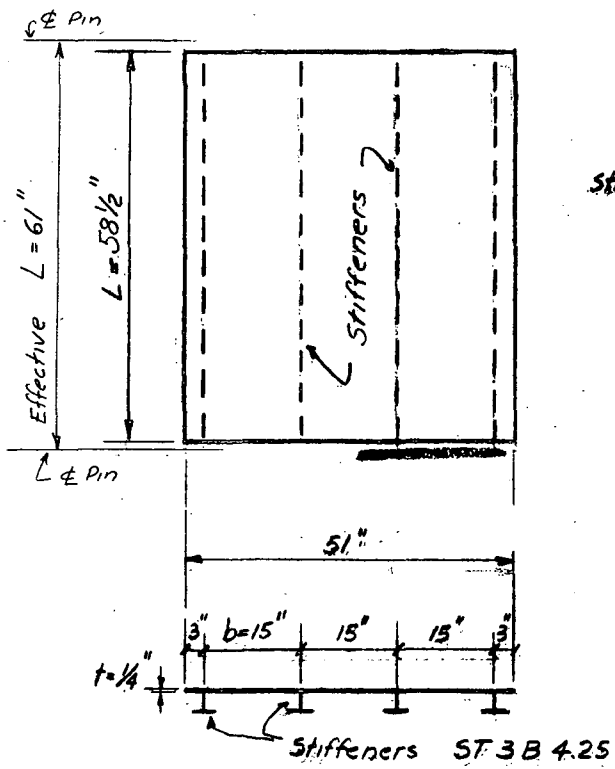 ₵ Pin
Effective L = 61"
L = 58½"
Stiffeners
st
₵ Pin
51"
3" b=15" 15" 15" 3"
t=¼"
Stiffeners ST 3 B 4.25